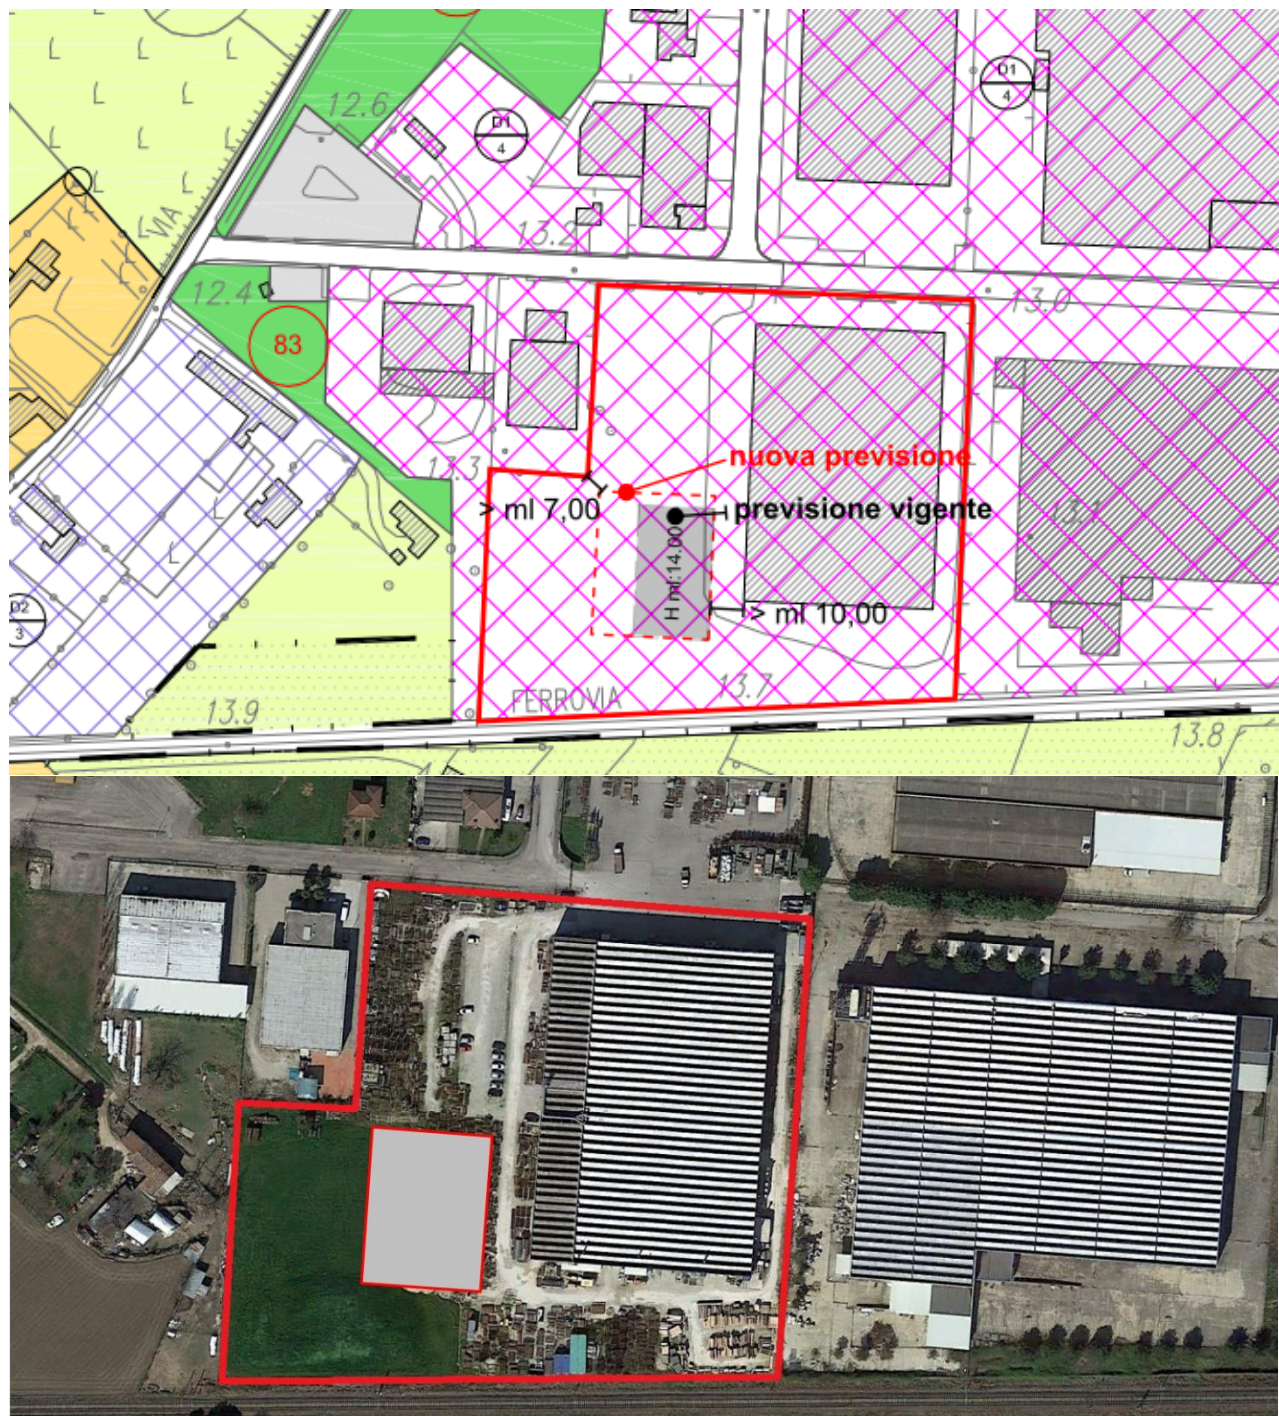 12.6
D1
4
D1
4
VIA
13.2
12.4
83
13.0
13.3
nuova previsione
> ml 7,00
previsione vigente
13.1
H ml:14.00
> ml 10,00
D2
3
FERROVIA
13.7
13.9
13.8